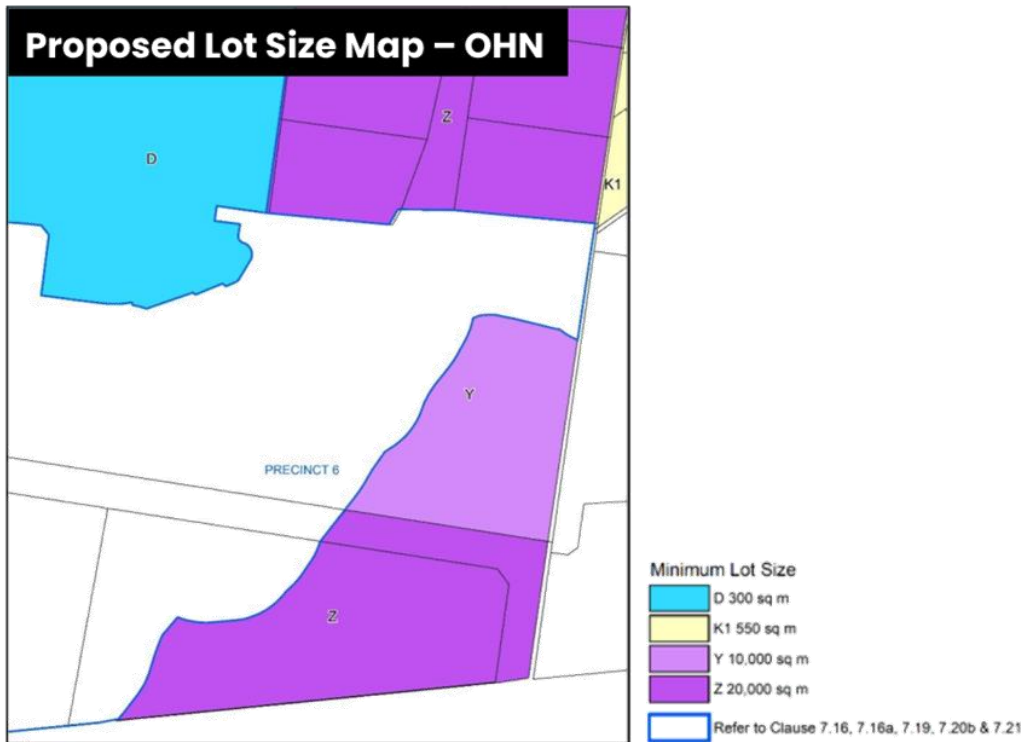 Proposed Lot Size Map – OHN
Z
D
K1
Y
PRECINCT 6
Z
Minimum Lot Size
D 300 sq m
K1 550 sq m
Y 10,000 sq m
Z 20,000 sq m
Refer to Clause 7.16, 7.16a, 7.19, 7.20b & 7.21